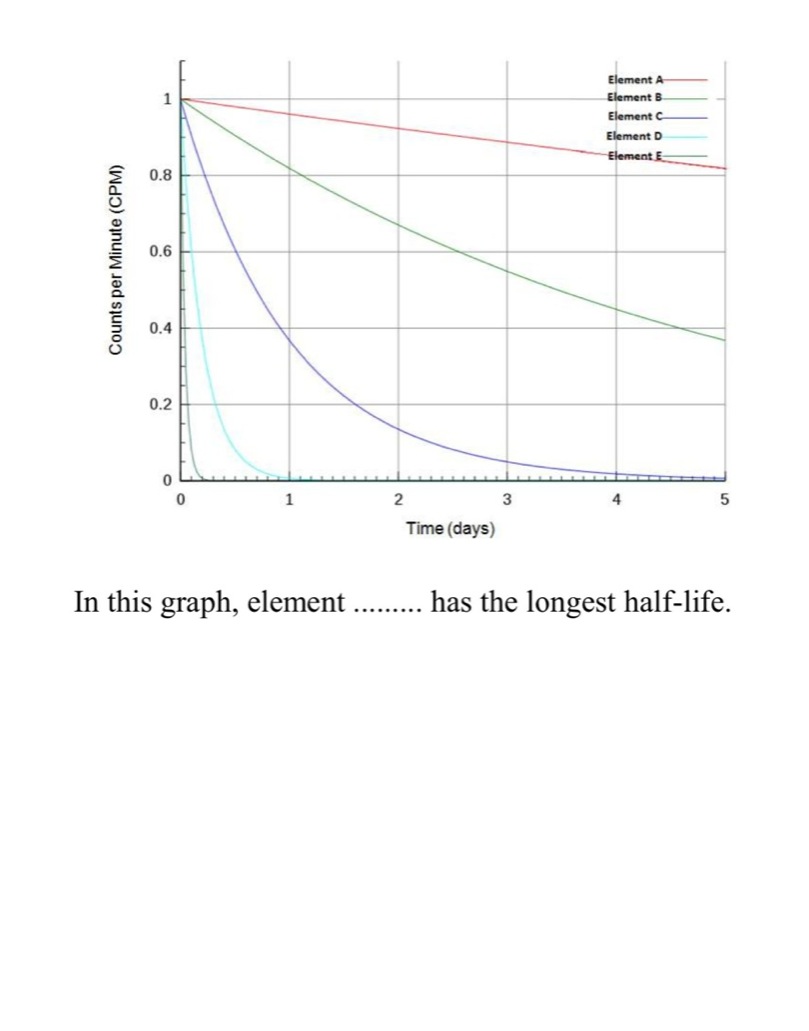 Element A
Element B
Element C
Element D
Element E
1
0.8
0.6
0.4
0.2
0
Counts per Minute (CPM)
0 1 2 3 4 5
Time (days)
In this graph, element ......... has the longest half-life.